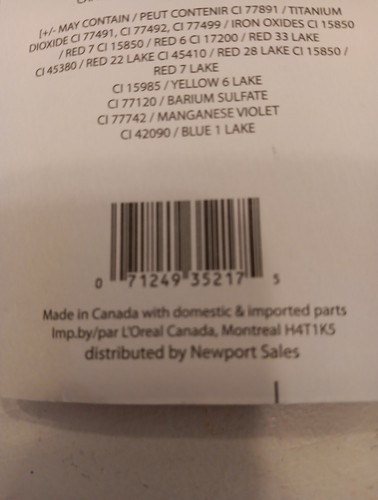 [+/- MAY CONTAIN / PEUT CONTENIR CI 77891 / TITANIUM
DIOXIDE CI 77491, CI 77492, CI 77499 / IRON OXIDES CI 15850
/ RED 7 CI 15850 / RED 6 CI 17200 / RED 33 LAKE
CI 45380 / RED 22 LAKE CI 45410 / RED 28 LAKE CI 15850 /
RED 7 LAKE
CI 15985 / YELLOW 6 LAKE
CI 77120 / BARIUM SULFATE
CI 77742 / MANGANESE VIOLET
CI 42090 / BLUE 1 LAKE
0 71249 35217 5
Made in Canada with domestic & imported parts
Imp.by/par L'Oreal Canada, Montreal H4T1K5
distributed by Newport Sales